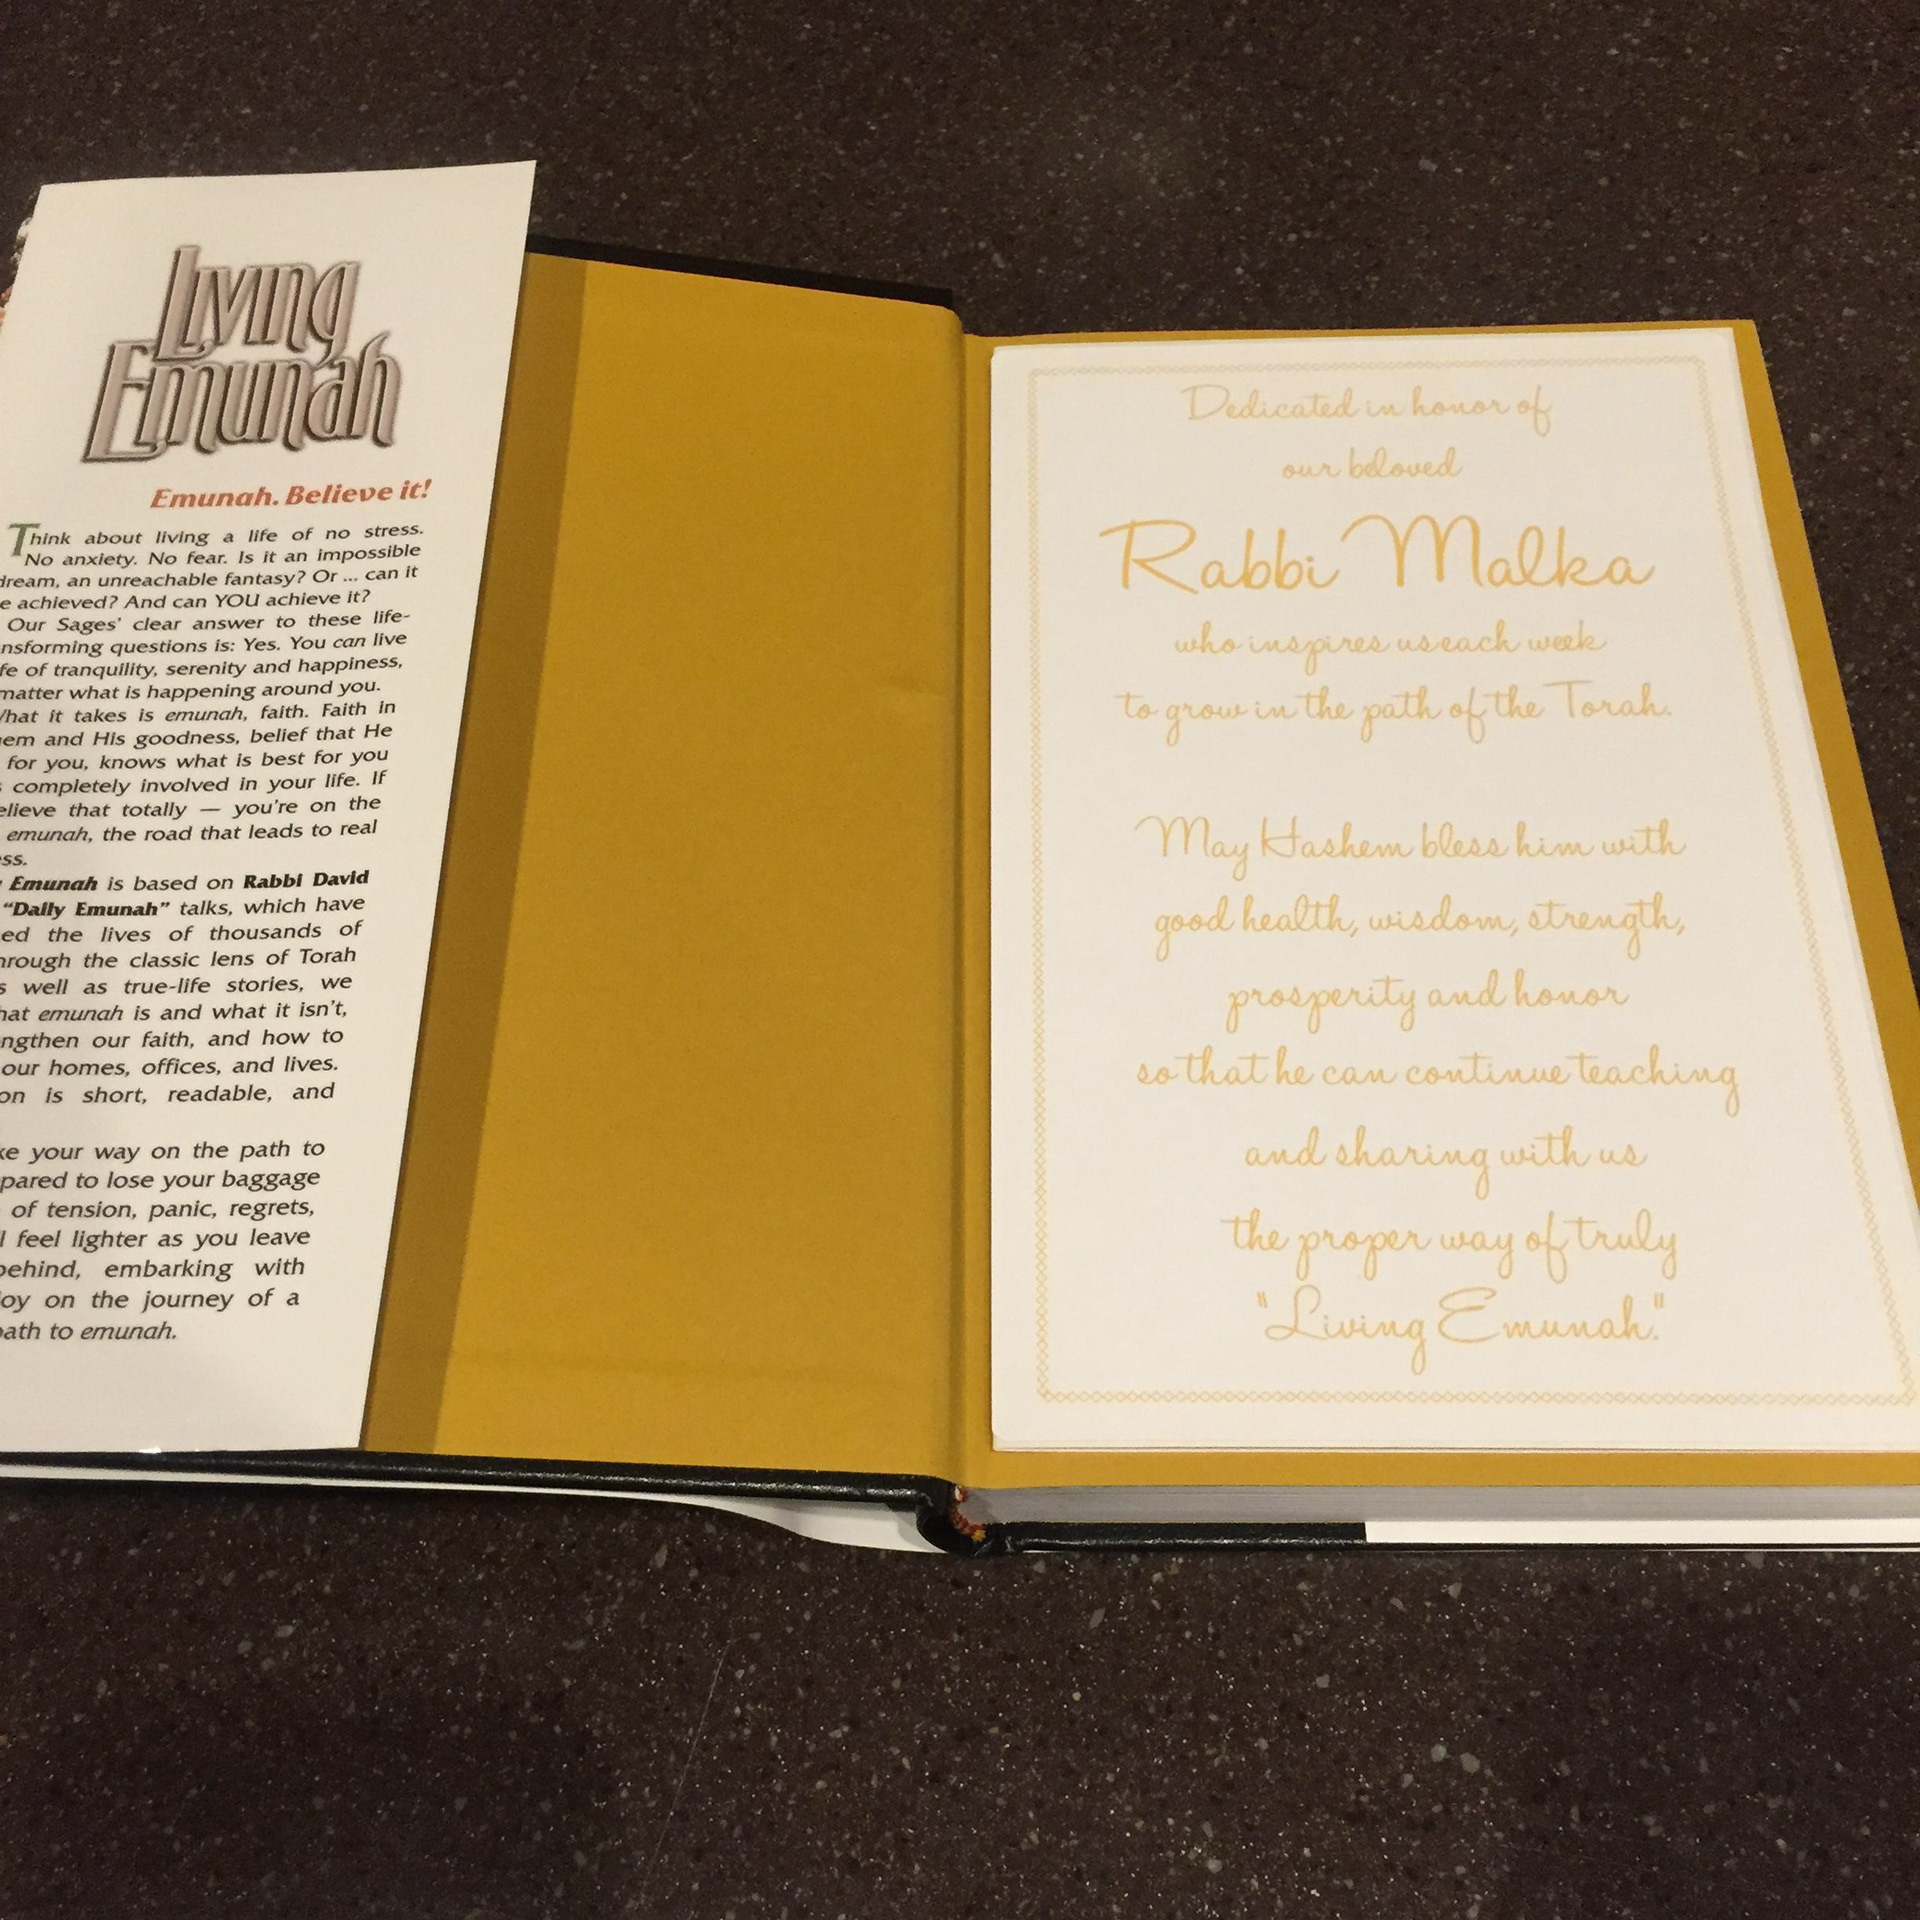 Living
Emunah
Emunah. Believe it!
Think about living a life of no stress.
No anxiety. No fear. Is it an impossible
dream, an unreachable fantasy? Or ... can it
e achieved? And can YOU achieve it?
Our Sages' clear answer to these life-
nsforming questions is: Yes. You can live
fe of tranquility, serenity and happiness,
matter what is happening around you.
hat it takes is emunah, faith. Faith in
em and His goodness, belief that He
for you, knows what is best for you
s completely involved in your life. If
elieve that totally — you're on the
emunah, the road that leads to real
ss.
Emunah is based on Rabbi David
"Daily Emunah" talks, which have
ed the lives of thousands of
hrough the classic lens of Torah
s well as true-life stories, we
hat emunah is and what it isn't,
ngthen our faith, and how to
our homes, offices, and lives.
on is short, readable, and
ke your way on the path to
pared to lose your baggage
of tension, panic, regrets,
l feel lighter as you leave
behind, embarking with
oy on the journey of a
path to emunah.
Dedicated in honor of
our beloved
Rabbi Malka
who inspires us each week
to grow in the path of the Torah.
May Hashem bless him with
good health, wisdom, strength,
prosperity and honor
so that he can continue teaching
and sharing with us
the proper way of truly
"Living Emunah."